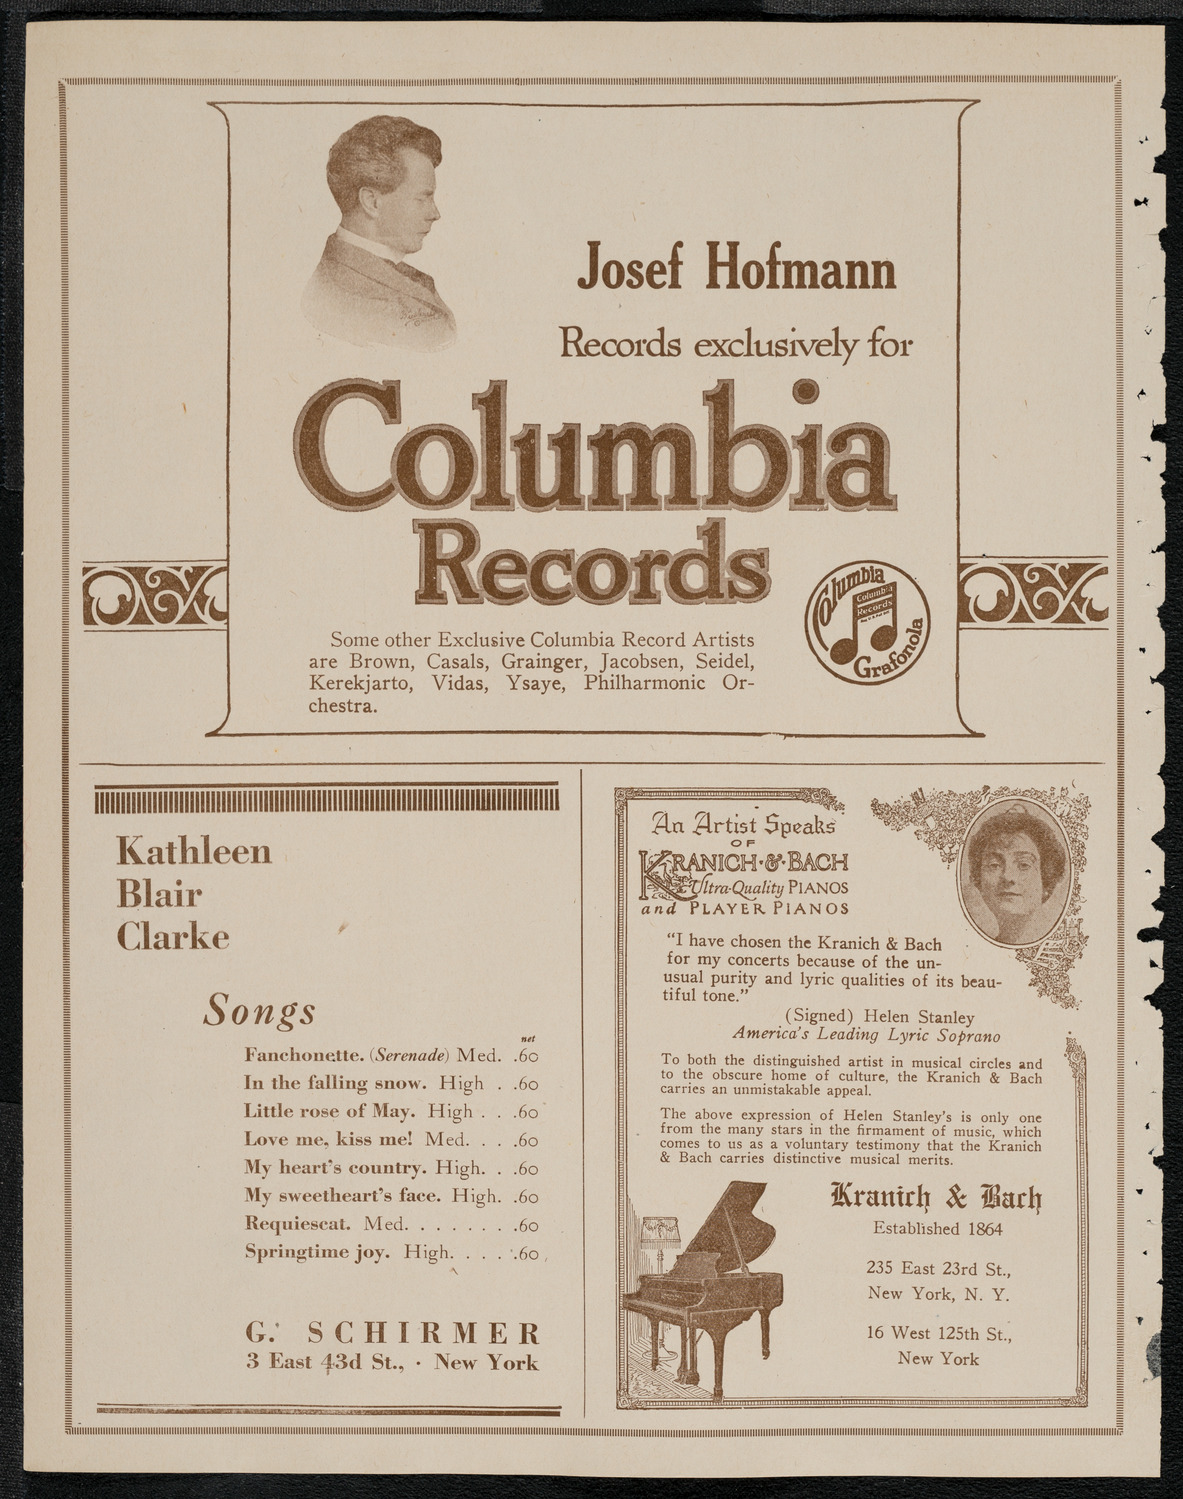 Josef Hofmann
Records exclusively for
Columbia
Records
Some other Exclusive Columbia Record Artists
are Brown, Casals, Grainger, Jacobsen, Seidel,
Kerekjarto, Vidas, Ysaye, Philharmonic Or-
chestra.
Columbia
Columbia
Records
Grafonola
Kathleen
Blair
Clarke
Songs
net
Fanchonette. (Serenade) Med. .60
In the falling snow. High . .60
Little rose of May. High . . .60
Love me, kiss me! Med. . . .60
My heart's country. High. . .60
My sweetheart's face. High. .60
Requiescat. Med. . . . . . . .60
Springtime joy. High. . . . .60
G. SCHIRMER
3 East 43d St., · New York
An Artist Speaks
OF
KRANICH·&·BACH
Ultra-Quality PIANOS
and PLAYER PIANOS
"I have chosen the Kranich & Bach
for my concerts because of the un-
usual purity and lyric qualities of its beau-
tiful tone."
(Signed) Helen Stanley
America's Leading Lyric Soprano
To both the distinguished artist in musical circles and
to the obscure home of culture, the Kranich & Bach
carries an unmistakable appeal.
The above expression of Helen Stanley's is only one
from the many stars in the firmament of music, which
comes to us as a voluntary testimony that the Kranich
& Bach carries distinctive musical merits.
Kranich & Bach
Established 1864
235 East 23rd St.,
New York, N. Y.
16 West 125th St.,
New York